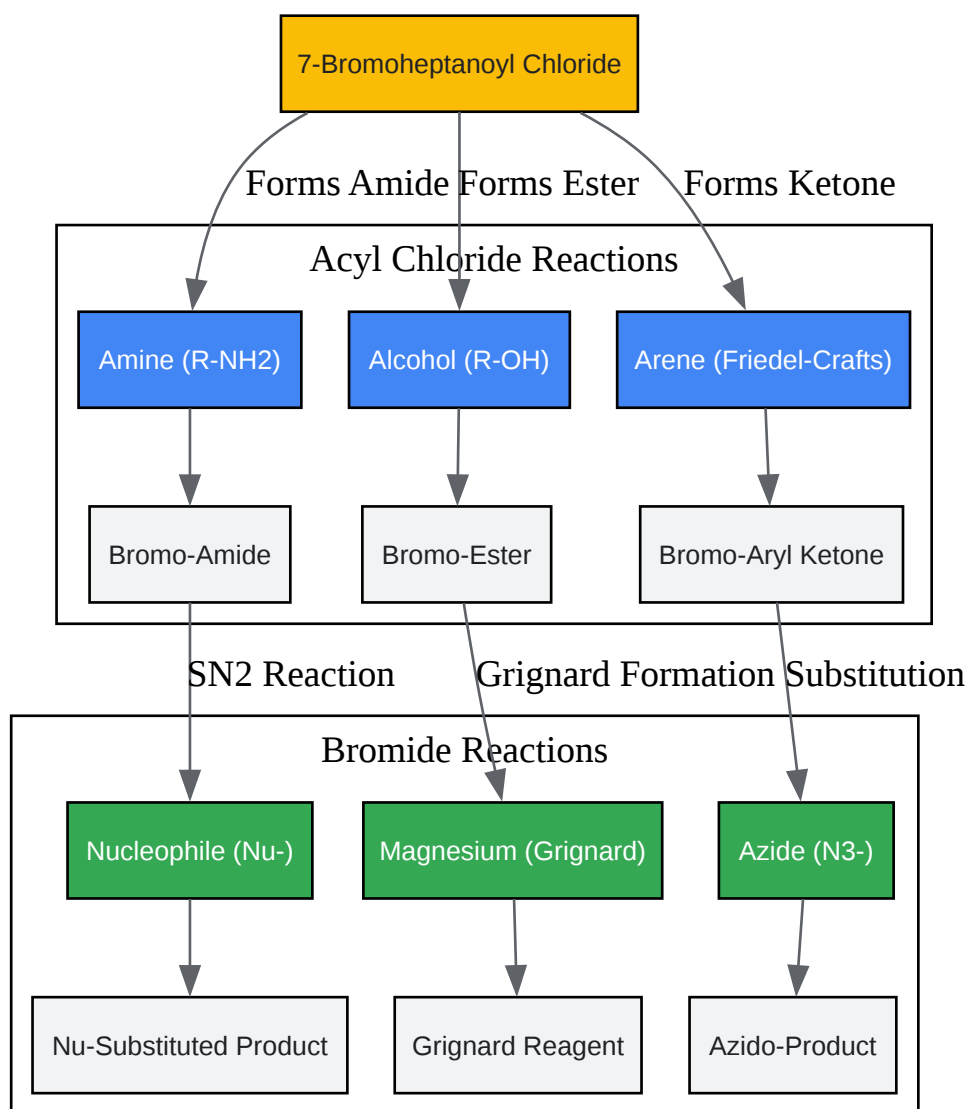 7-Bromoheptanoyl Chloride
Forms Amide
Forms Ester
Forms Ketone
Acyl Chloride Reactions
Amine (R-NH2)
Alcohol (R-OH)
Arene (Friedel-Crafts)
Bromo-Amide
Bromo-Ester
Bromo-Aryl Ketone
SN2 Reaction
Grignard Formation
Substitution
Bromide Reactions
Nucleophile (Nu-)
Magnesium (Grignard)
Azide (N3-)
Nu-Substituted Product
Grignard Reagent
Azido-Product